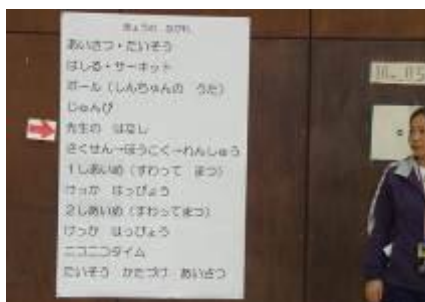 きょうの ながれ
あいさつ・たいそう
はしる・サーキット
ボール（しんちゅんの うた）
じゅんび
先生の はなし
さくせん→ほうこく→れんしゅう
１しあいめ（すわって まつ）
けっか はっぴょう
２しあいめ（すわってまつ）
けっか はっぴょう
ニコニコタイム
たいそう かたづけ あいさつ